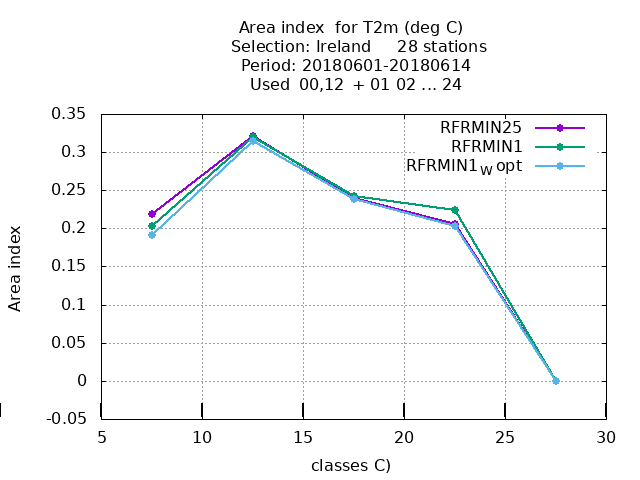 Area index  for T2m (deg C)
Selection: Ireland     28 stations
Period: 20180601-20180614
Used  00,12  + 01 02 ... 24
RFRMIN25
RFRMIN1
RFRMIN1W opt
0.35
0.3
0.25
0.2
0.15
0.1
0.05
0
-0.05
Area index
5 10 15 20 25 30
classes C)